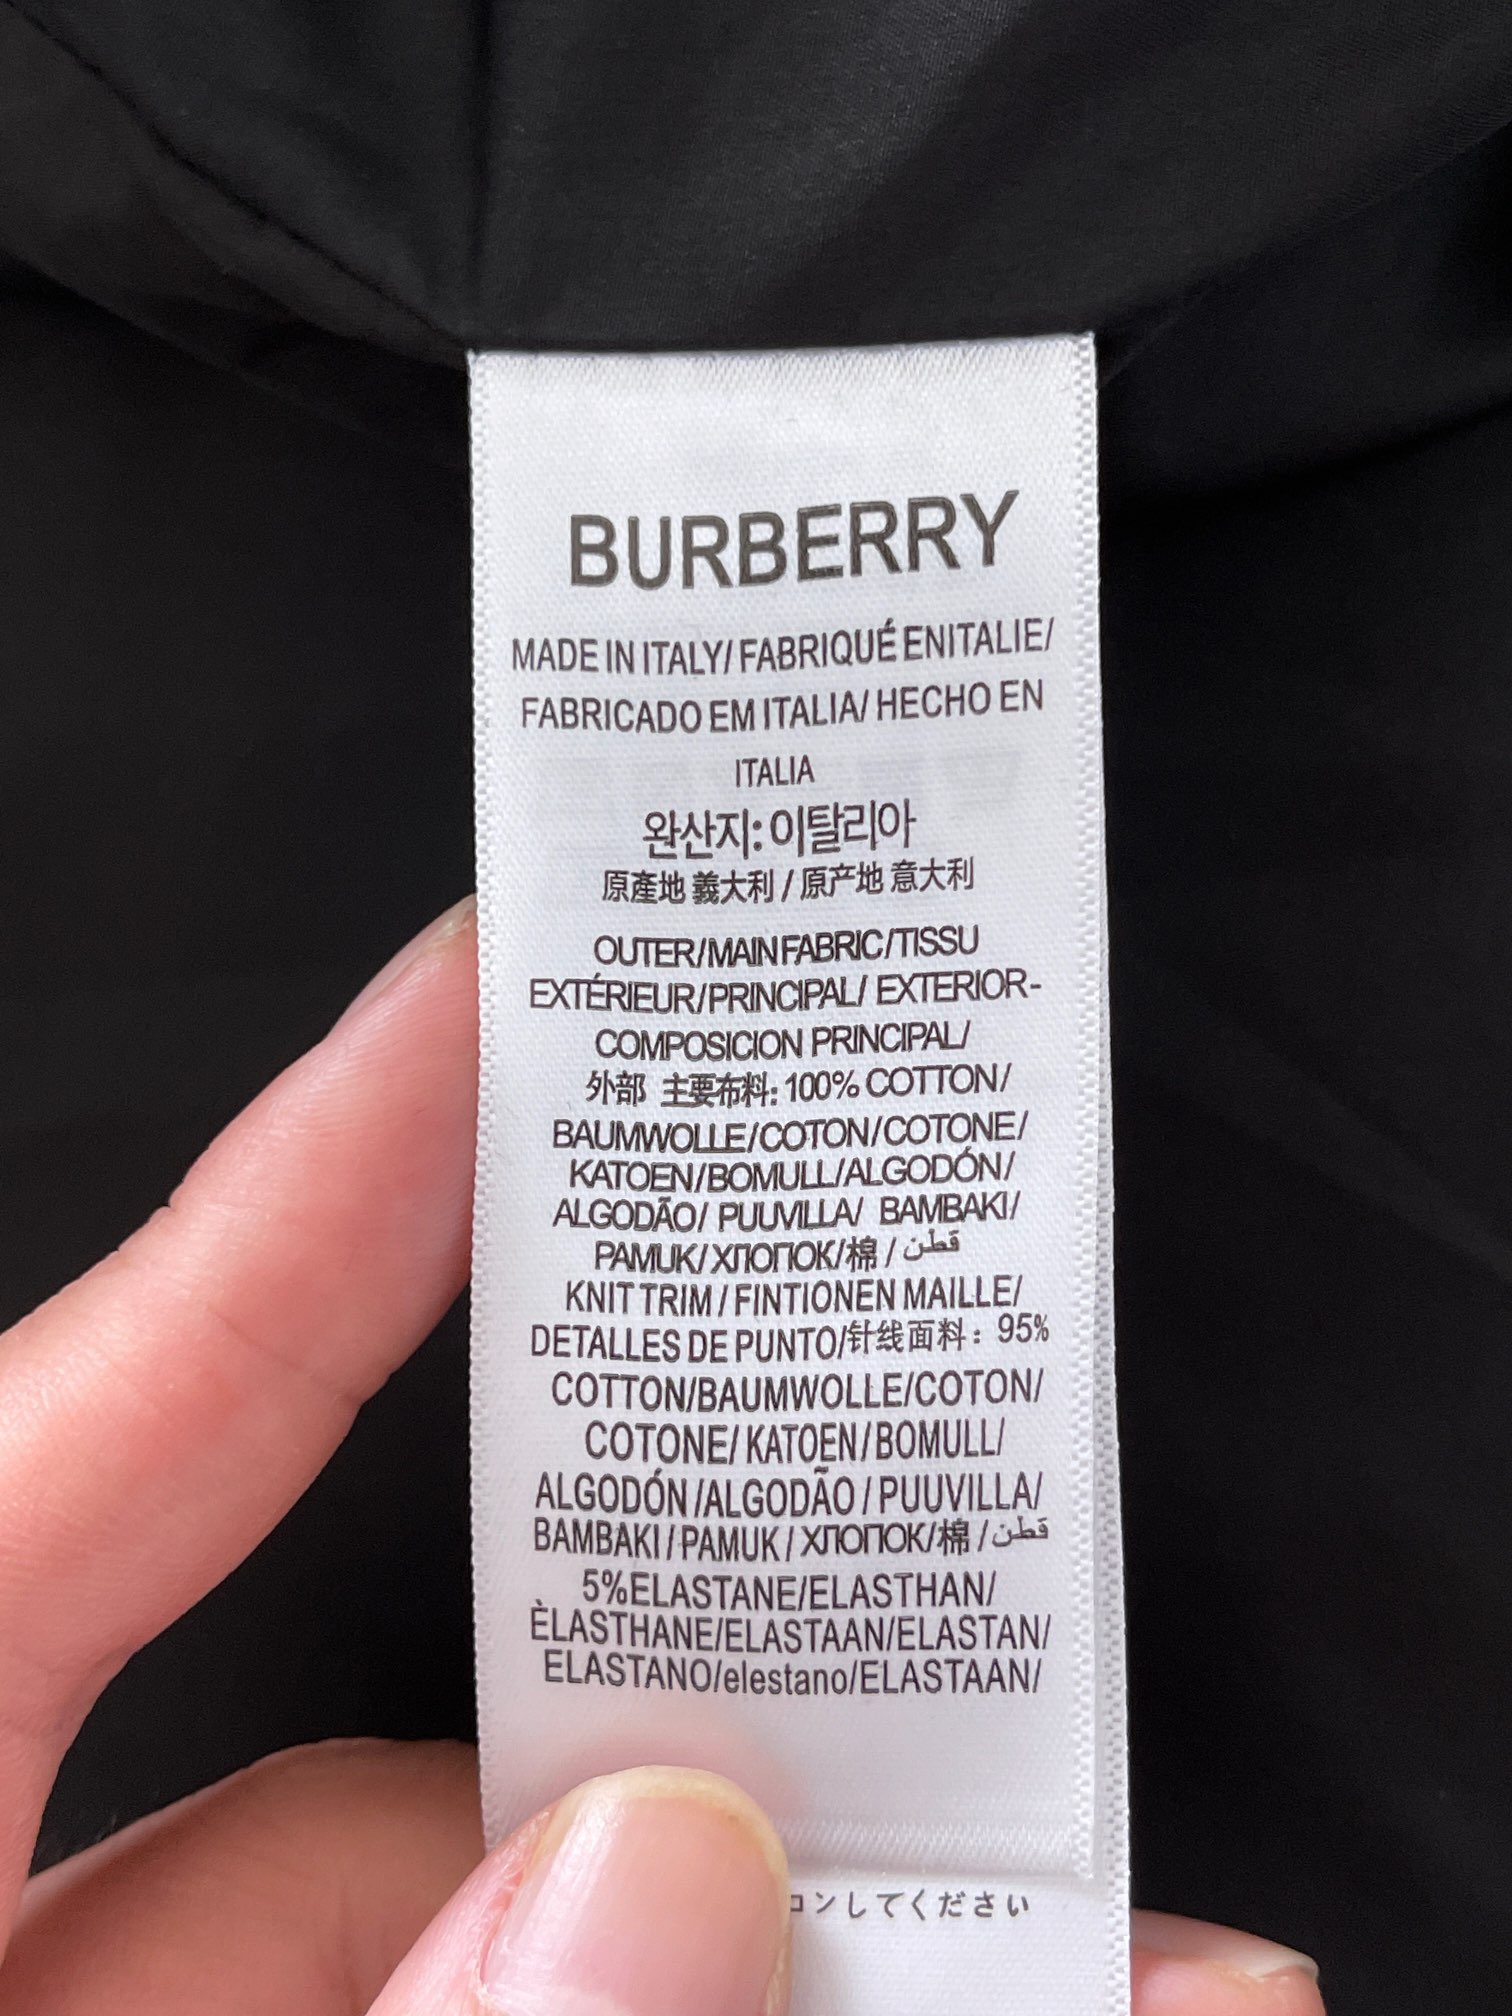 BURBERRY
MADE IN ITALY/ FABRIQUÉ ENITALIE/
FABRICADO EM ITALIA/ HECHO EN
ITALIA
완산지: 이탈리아
原產地 義大利 / 原产地 意大利
OUTER/MAIN FABRIC/TISSU
EXTÉRIEUR/PRINCIPAL/ EXTERIOR-
COMPOSICION PRINCIPAL/
外部 主要布料: 100% COTTON/
BAUMWOLLE/COTON/COTONE/
KATOEN/BOMULL/ALGODÓN/
ALGODÃO/ PUUVILLA/ BAMBAKI/
PAMUK/ХПОПОК/棉 / قطن
KNIT TRIM / FINTIONEN MAILLE/
DETALLES DE PUNTO/针线面料: 95%
COTTON/BAUMWOLLE/COTON/
COTONE/ KATOEN/BOMULL/
ALGODÓN /ALGODÃO / PUUVILLA/
BAMBAKI / PAMUK / ХПОПОК/棉 / قطن
5%ELASTANE/ELASTHAN/
ÈLASTHANE/ELASTAAN/ELASTAN/
ELASTANO/elestano/ELASTAAN/
ロンしてください